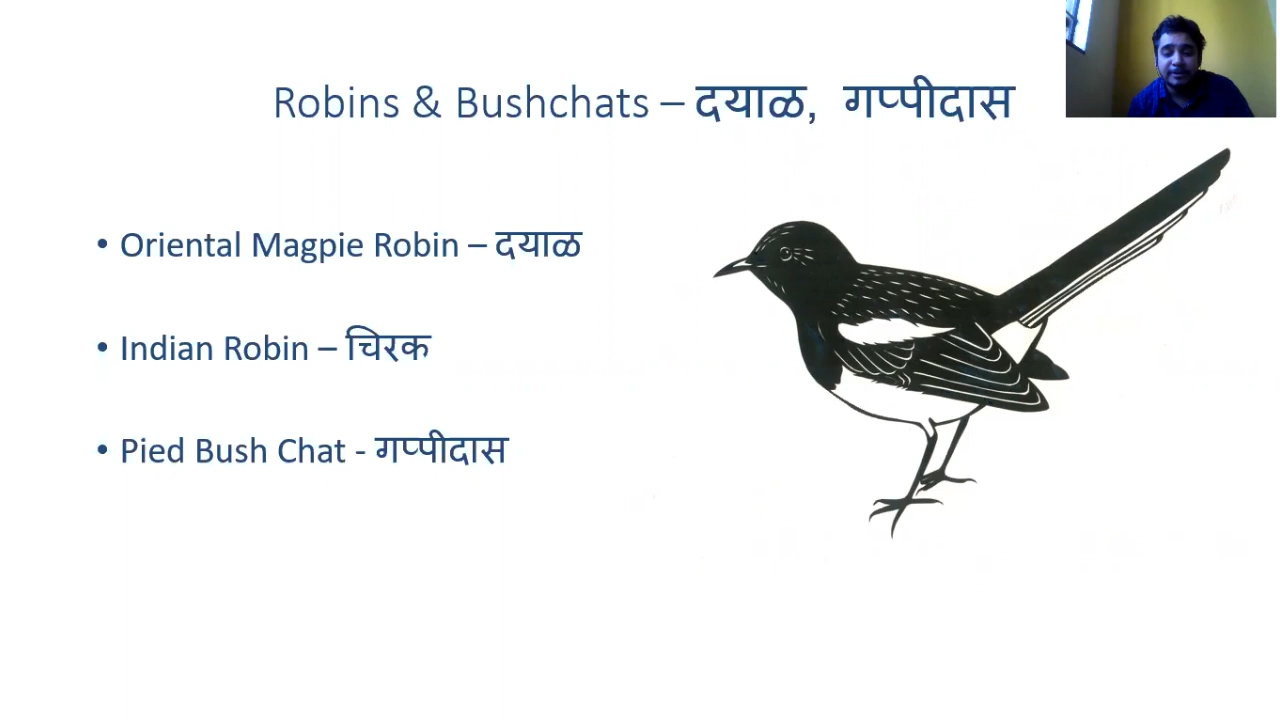 Robins & Bushchats – दयाळ, गप्पीदास
• Oriental Magpie Robin – दयाळ
• Indian Robin – चिरक
• Pied Bush Chat - गप्पीदास